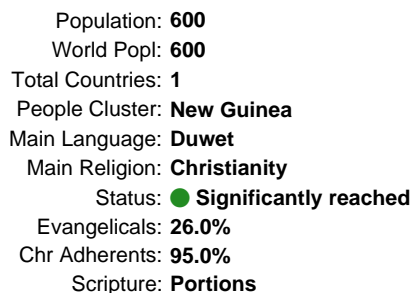 Population: 600
World Popl: 600
Total Countries: 1
People Cluster: New Guinea
Main Language: Duwet
Main Religion: Christianity
Status: Significantly reached
Evangelicals: 26.0%
Chr Adherents: 95.0%
Scripture: Portions